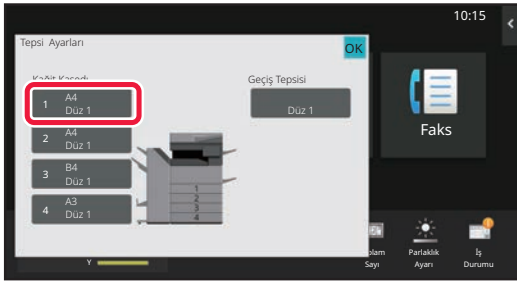 10:15
Tepsi Ayarları
OK
Kağıt Kasedi
Geçiş Tepsisi
1 A4
Düz 1
Düz 1
2 A4
Düz 1
3 B4
Düz 1
4 A3
Düz 1
1
2
3
4
Faks
Parlaklık
Ayarı
İş
Durumu
Sayı
Y